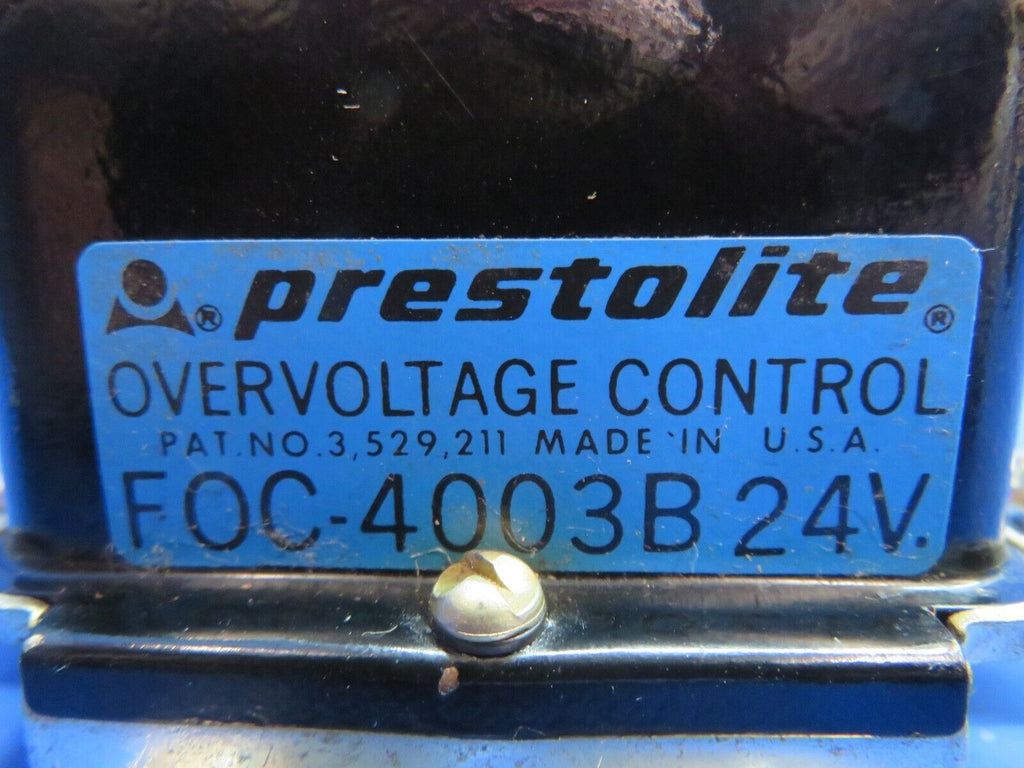 ® prestolite ®
OVERVOLTAGE CONTROL
PAT. NO. 3,529,211 MADE IN U.S.A.
FOC-4003B 24V.